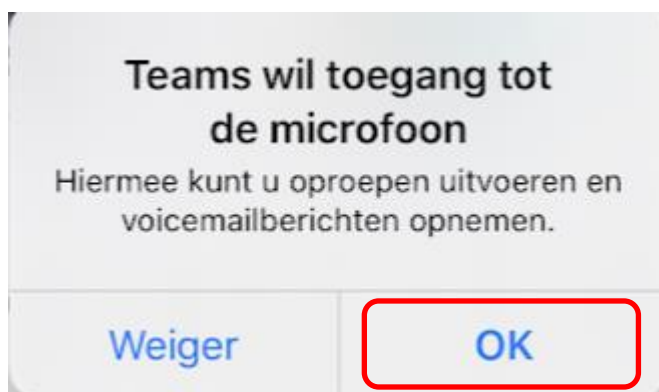 Teams wil toegang tot
de microfoon
Hiermee kunt u oproepen uitvoeren en
voicemailberichten opnemen.
Weiger
OK